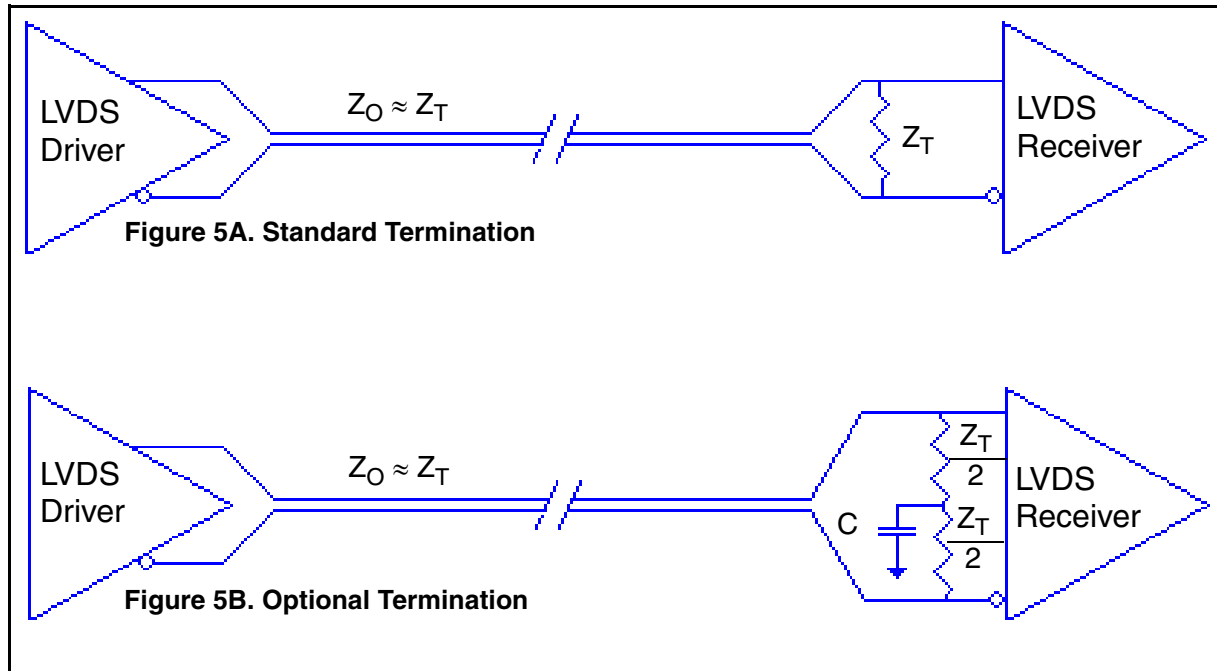 LVDS
Driver
Z_O ≈ Z_T
Z_T
LVDS
Receiver
Figure 5A. Standard Termination
LVDS
Driver
Z_O ≈ Z_T
C
Z_T
2
Z_T
2
LVDS
Receiver
Figure 5B. Optional Termination